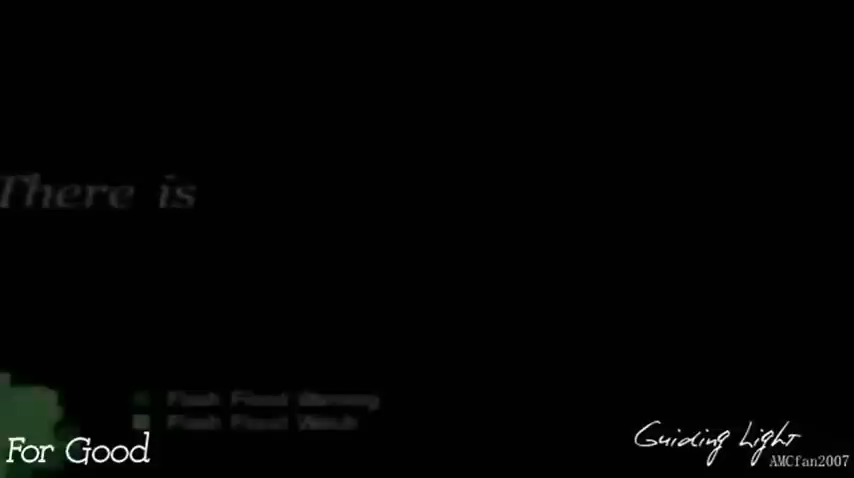 There is
Flash Flood Warning
Flash Flood Watch
For Good
Guiding Light
AMCfan2007